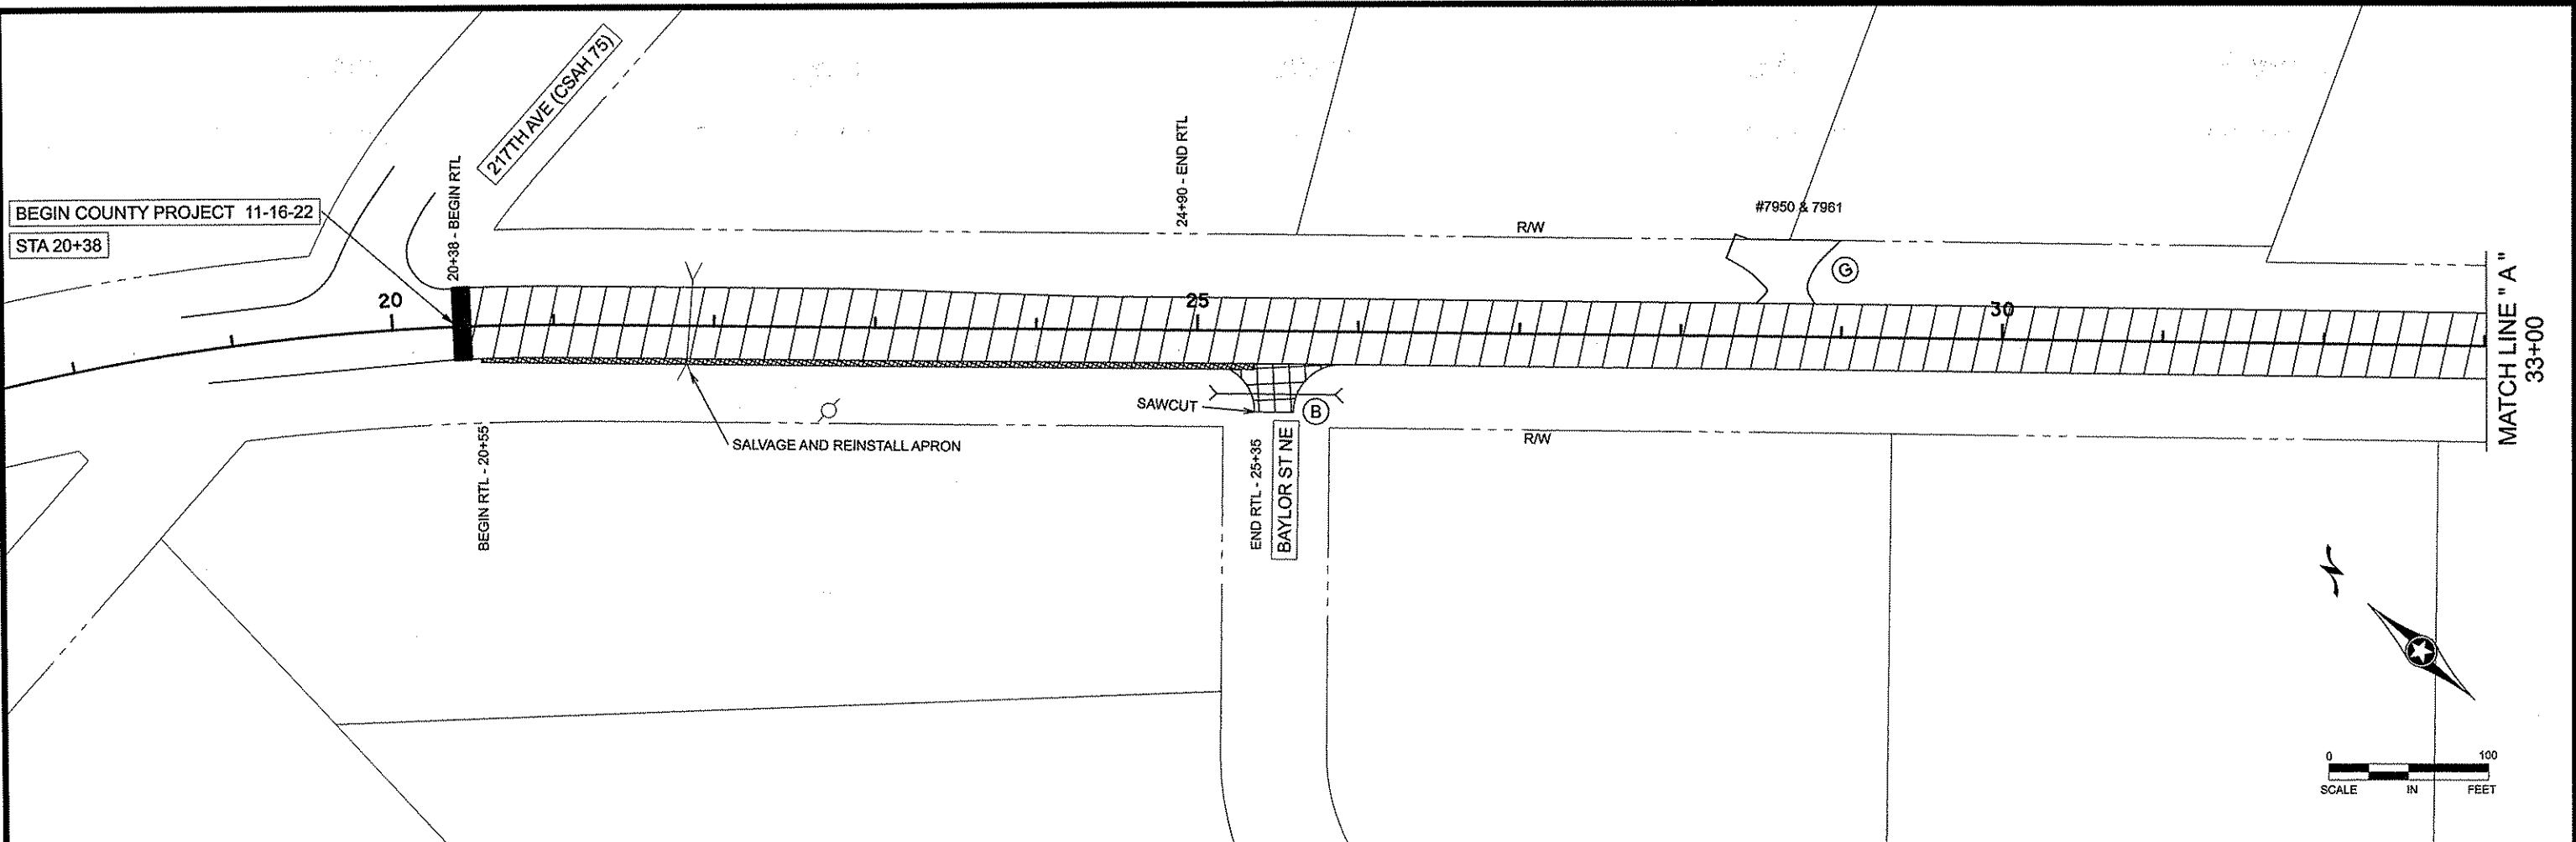 217TH AVE (CSAH 75)
BEGIN COUNTY PROJECT 11-16-22
STA 20+38
20+38 - BEGIN RTL
24+90 - END RTL
R/W
#7950 & 7961
G
20
25
30
MATCH LINE " A "
33+00
SAWCUT
B
SALVAGE AND REINSTALL APRON
BEGIN RTL - 20+55
END RTL - 25+35
BAYLOR ST NE
R/W
0 100
SCALE IN FEET